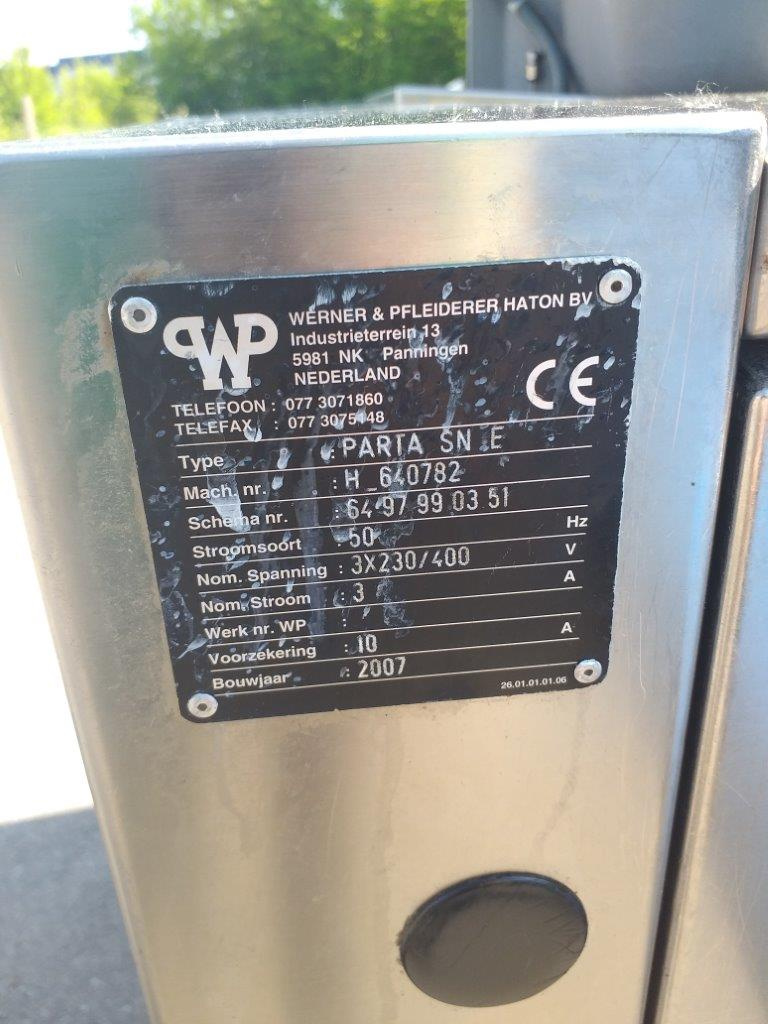 WP
WERNER & PFLEIDERER HATON BV
Industrieterrein 13
5981 NK Panningen
NEDERLAND
CE
TELEFOON : 077 3071860
TELEFAX : 077 3075148
Type : PARTA SN E
Mach. nr. : H_640782
Schema nr. : 64 97 99 03 51
Stroomsoort : 50 Hz
Nom. Spanning : 3X230/400 V
Nom. Stroom : 3 A
Werk nr. WP :
Voorzekering : 10 A
Bouwjaar : 2007
26.01.01.01.06